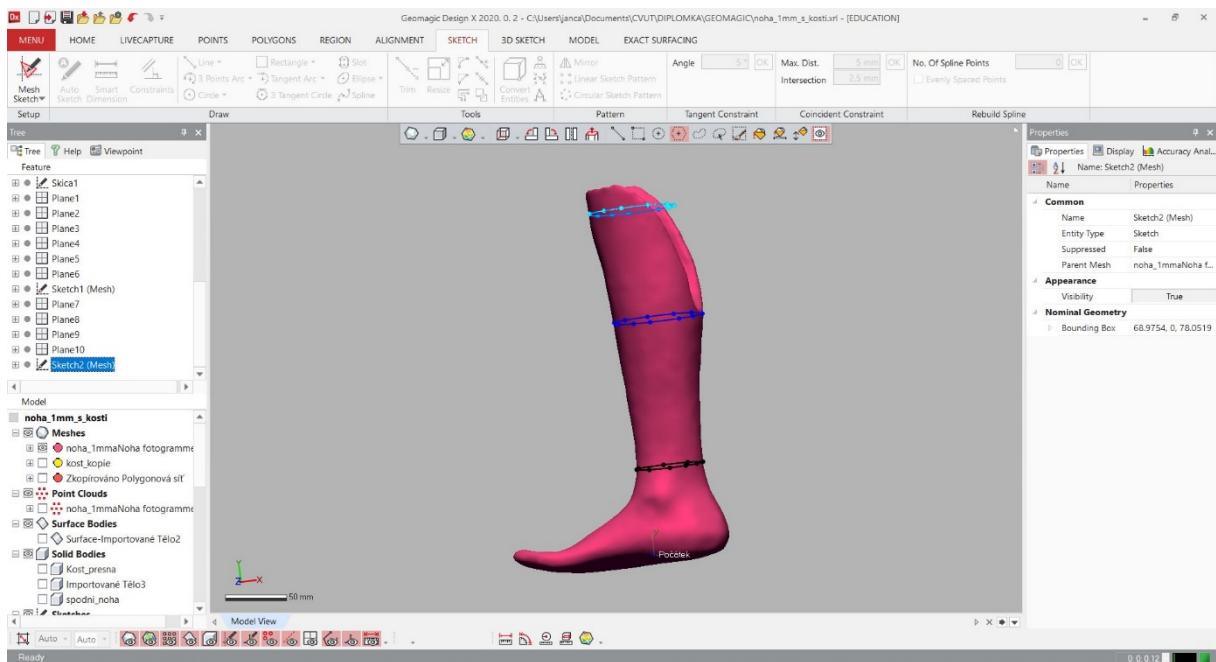 Geomagic Design X 2020. 0. 2 - C:\Users\janca\Documents\CVUT\DIPLOMKA\GEOMAGIC\noha_1mm_s_kosti.xrl - [EDUCATION]
MENU HOME LIVECAPTURE POINTS POLYGONS REGION ALIGNMENT SKETCH 3D SKETCH MODEL EXACT SURFACING
Line Rectangle Slot Mirror Angle 5° OK Max. Dist. 5 mm OK No. Of Spline Points 0 OK
3 Points Arc Tangent Arc Ellipse Linear Sketch Pattern Intersection 2.5 mm Evenly Spaced Points
Circle 3 Tangent Circle Spline Circular Sketch Pattern
Mesh Sketch Auto Sketch Smart Dimension Constraints Trim Resize Convert Entities
Setup Draw Tools Pattern Tangent Constraint Coincident Constraint Rebuild Spline
Tree
Tree Help Viewpoint
Feature
Skica1
Plane1
Plane2
Plane3
Plane4
Plane5
Plane6
Sketch1 (Mesh)
Plane7
Plane8
Plane9
Plane10
Sketch2 (Mesh)
Model
noha_1mm_s_kosti
Meshes
noha_1mmaNoha fotogramme
kost_kopie
Zkopírováno Polygonová síť
Point Clouds
noha_1mmaNoha fotogramme
Surface Bodies
Surface-Importované Tělo2
Solid Bodies
Kost_presna
Importované Tělo3
spodni_noha
Sketches
Y
Počátek
Y
Z X
50 mm
Model View
Properties
Properties Display Accuracy Anal...
Name: Sketch2 (Mesh)
Name Properties
Common
Name Sketch2 (Mesh)
Entity Type Sketch
Suppressed False
Parent Mesh noha_1mmaNoha f...
Appearance
Visibility True
Nominal Geometry
Bounding Box 68.9754, 0, 78.0519
Auto Auto
Ready
0:0:0.12